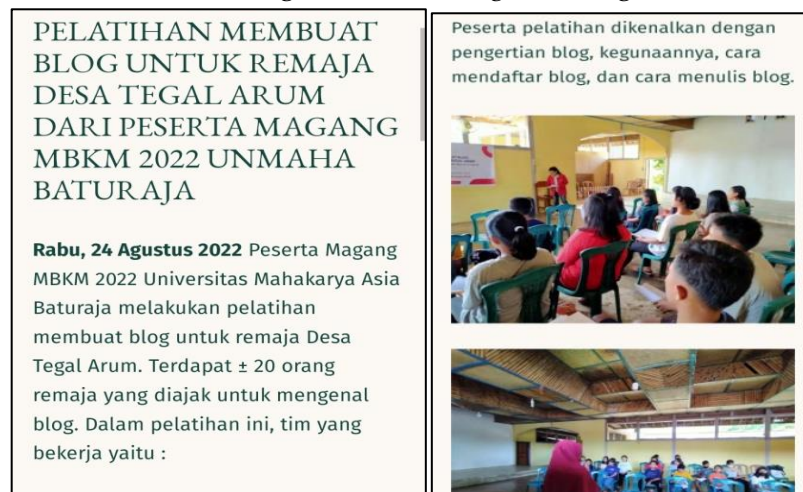 PELATIHAN MEMBUAT
BLOG UNTUK REMAJA
DESA TEGAL ARUM
DARI PESERTA MAGANG
MBKM 2022 UNMAHA
BATURAJA
Rabu, 24 Agustus 2022 Peserta Magang
MBKM 2022 Universitas Mahakarya Asia
Baturaja melakukan pelatihan
membuat blog untuk remaja Desa
Tegal Arum. Terdapat ± 20 orang
remaja yang diajak untuk mengenal
blog. Dalam pelatihan ini, tim yang
bekerja yaitu :
Peserta pelatihan dikenalkan dengan
pengertian blog, kegunaannya, cara
mendaftar blog, dan cara menulis blog.